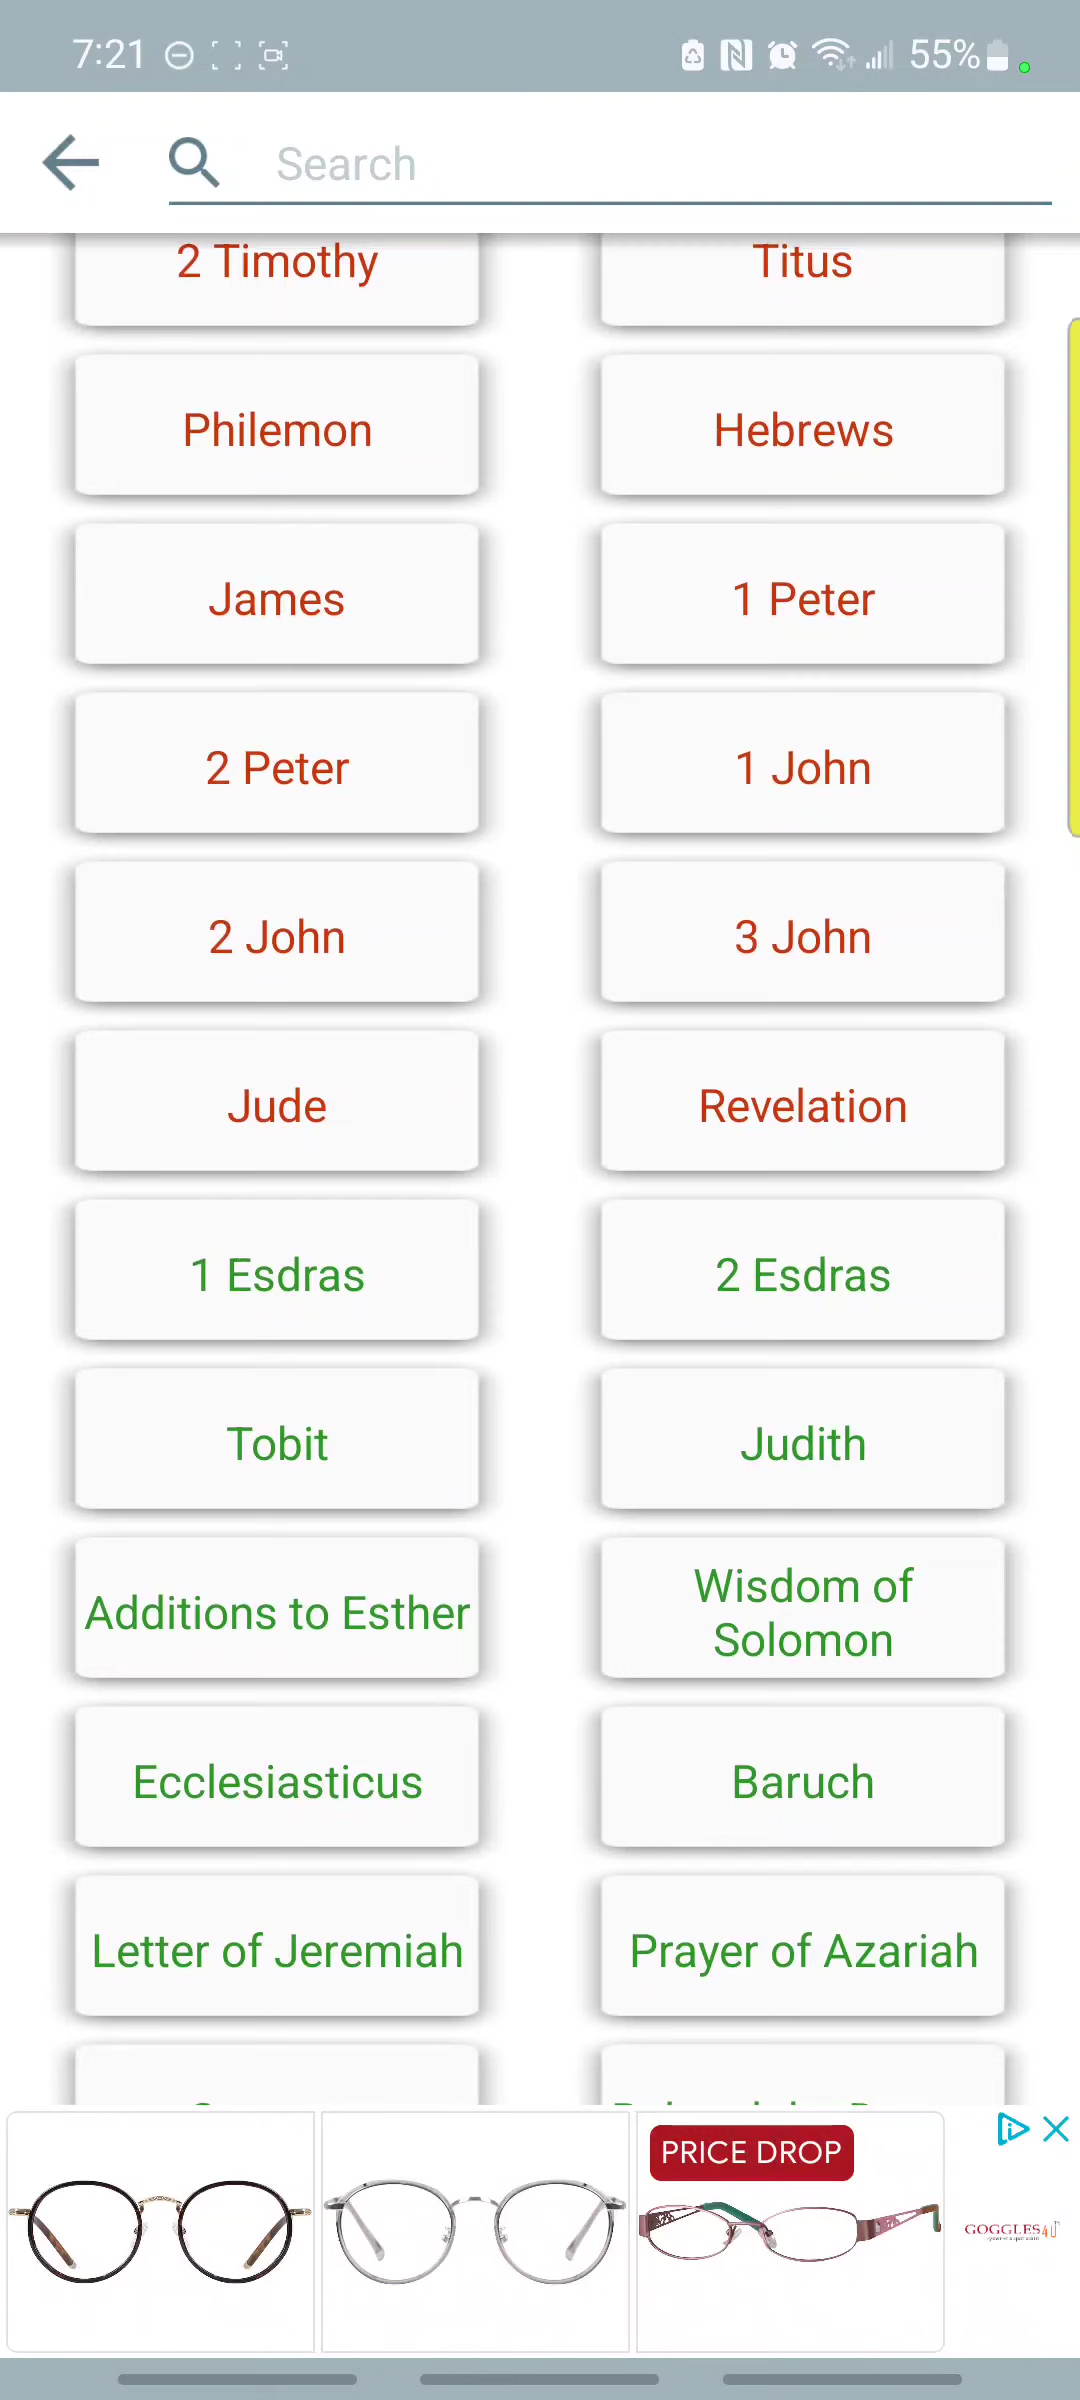 7:21
55%
Search
2 Timothy
Titus
Philemon
Hebrews
James
1 Peter
2 Peter
1 John
2 John
3 John
Jude
Revelation
1 Esdras
2 Esdras
Tobit
Judith
Additions to Esther
Wisdom of
Solomon
Ecclesiasticus
Baruch
Letter of Jeremiah
Prayer of Azariah
PRICE DROP
GOGGLES4U